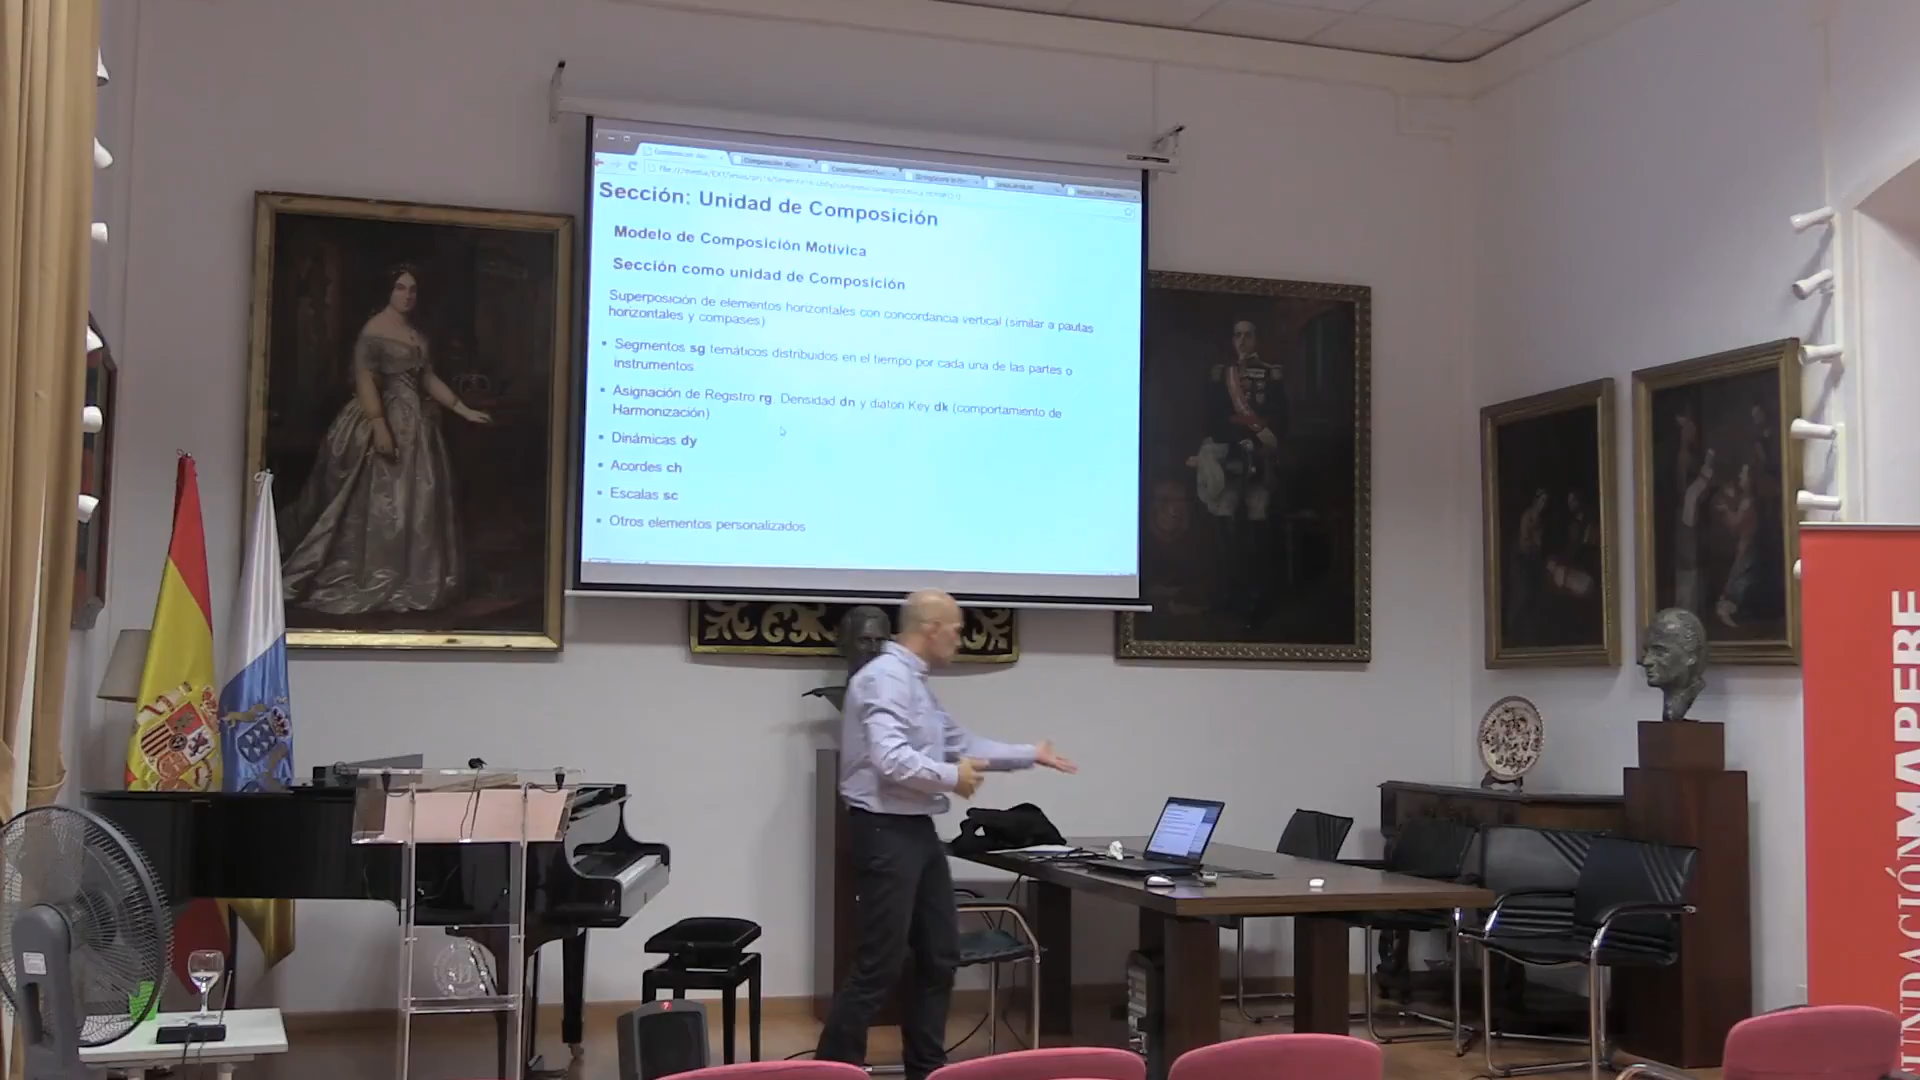 Sección: Unidad de Composición
Modelo de Composición Motívica
Sección como unidad de Composición
Superposición de elementos horizontales con concordancia vertical (similar a pautas
horizontales y compases)
• Segmentos sg temáticos distribuidos en el tiempo por cada una de las partes o
instrumentos
• Asignación de Registro rg, Densidad dn y diaton Key dk (comportamiento de
Harmonización)
• Dinámicas dy
• Acordes ch
• Escalas sc
• Otros elementos personalizados
FUNDACIÓNMAPFRE